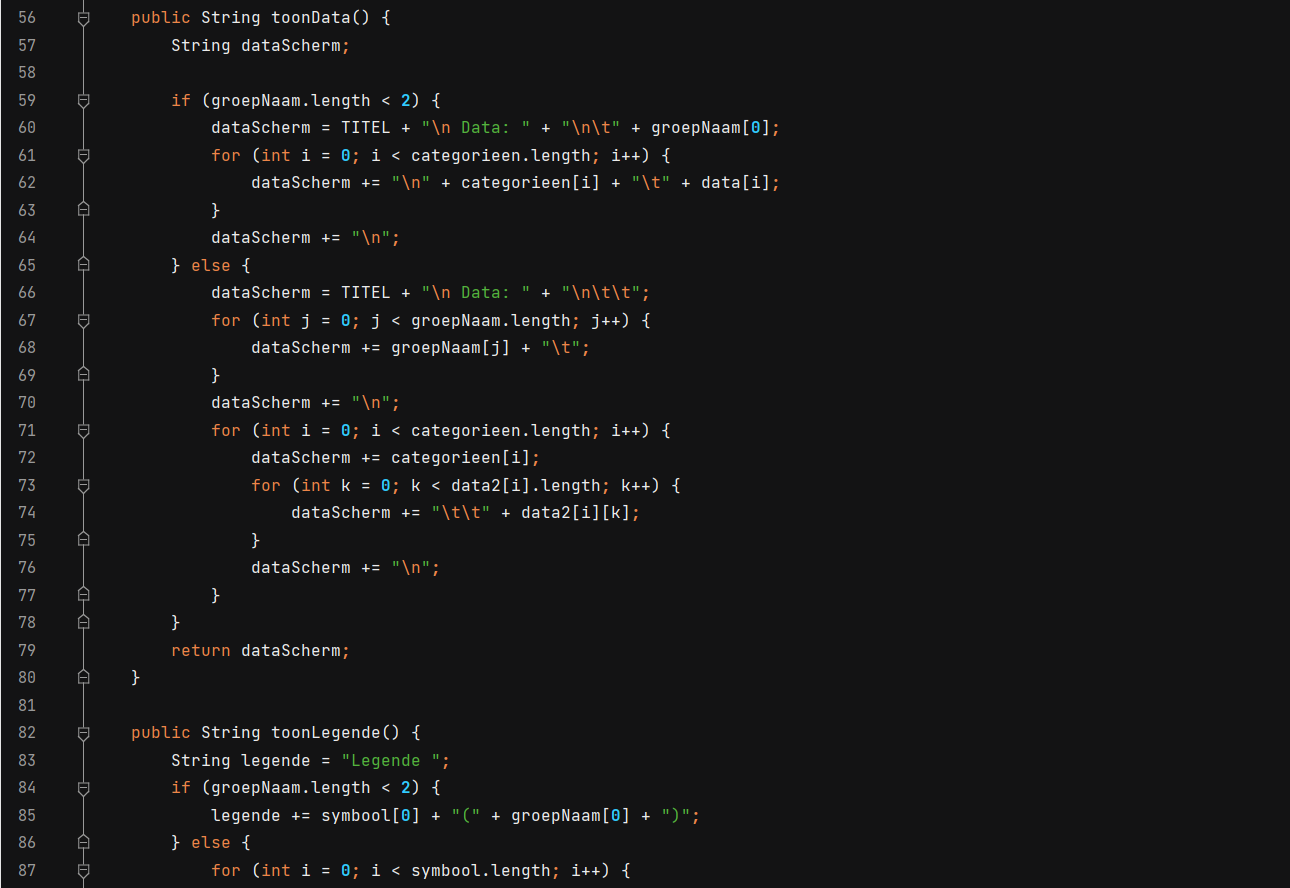 56 public String toonData() {
57 String dataScherm;
58
59 if (groepNaam.length < 2) {
60 dataScherm = TITEL + "\n Data: " + "\n\t" + groepNaam[0];
61 for (int i = 0; i < categorieen.length; i++) {
62 dataScherm += "\n" + categorieen[i] + "\t" + data[i];
63 }
64 dataScherm += "\n";
65 } else {
66 dataScherm = TITEL + "\n Data: " + "\n\t\t";
67 for (int j = 0; j < groepNaam.length; j++) {
68 dataScherm += groepNaam[j] + "\t";
69 }
70 dataScherm += "\n";
71 for (int i = 0; i < categorieen.length; i++) {
72 dataScherm += categorieen[i];
73 for (int k = 0; k < data2[i].length; k++) {
74 dataScherm += "\t\t" + data2[i][k];
75 }
76 dataScherm += "\n";
77 }
78 }
79 return dataScherm;
80 }
81
82 public String toonLegende() {
83 String legende = "Legende ";
84 if (groepNaam.length < 2) {
85 legende += symbool[0] + "(" + groepNaam[0] + ")";
86 } else {
87 for (int i = 0; i < symbool.length; i++) {